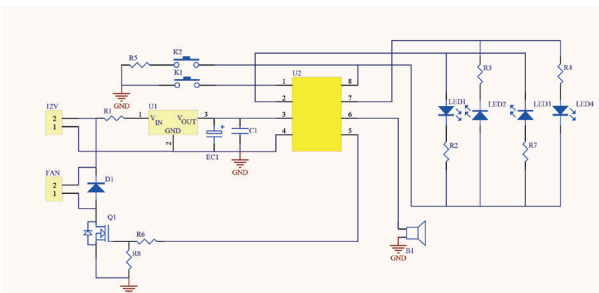 K2
R5
K1
U2
1
8
GND
2
7
R3
R4
12V
2
1
R1
U1
1
VIN
VOUT
GND
3
2
EC1
+
C1
GND
3
6
4
5
LED1
LED2
LED3
LED4
R2
R7
FAN
2
1
D1
Q1
R6
R8
B1
GND